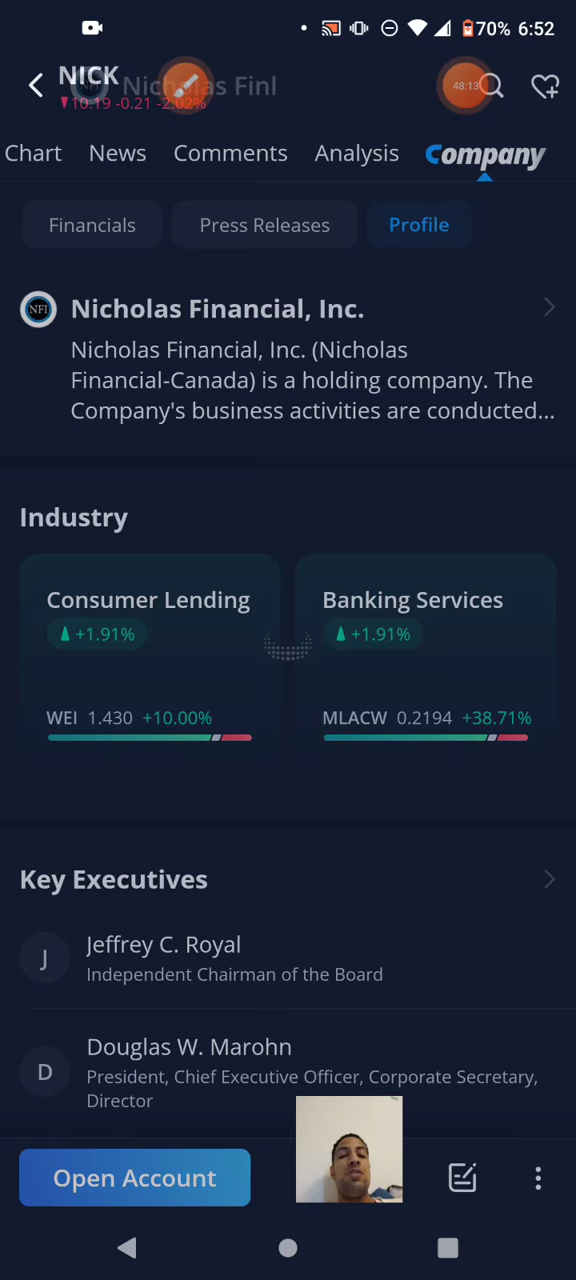 70% 6:52
NICK
Nicholas Finl
10.19 -0.21 -2.02%
48:13
Chart News Comments Analysis Company
Financials Press Releases Profile
NFI
Nicholas Financial, Inc.
Nicholas Financial, Inc. (Nicholas
Financial-Canada) is a holding company. The
Company's business activities are conducted...
Industry
Consumer Lending
+1.91%
WEI 1.430 +10.00%
Banking Services
+1.91%
MLACW 0.2194 +38.71%
Key Executives
J
Jeffrey C. Royal
Independent Chairman of the Board
D
Douglas W. Marohn
President, Chief Executive Officer, Corporate Secretary,
Director
Open Account